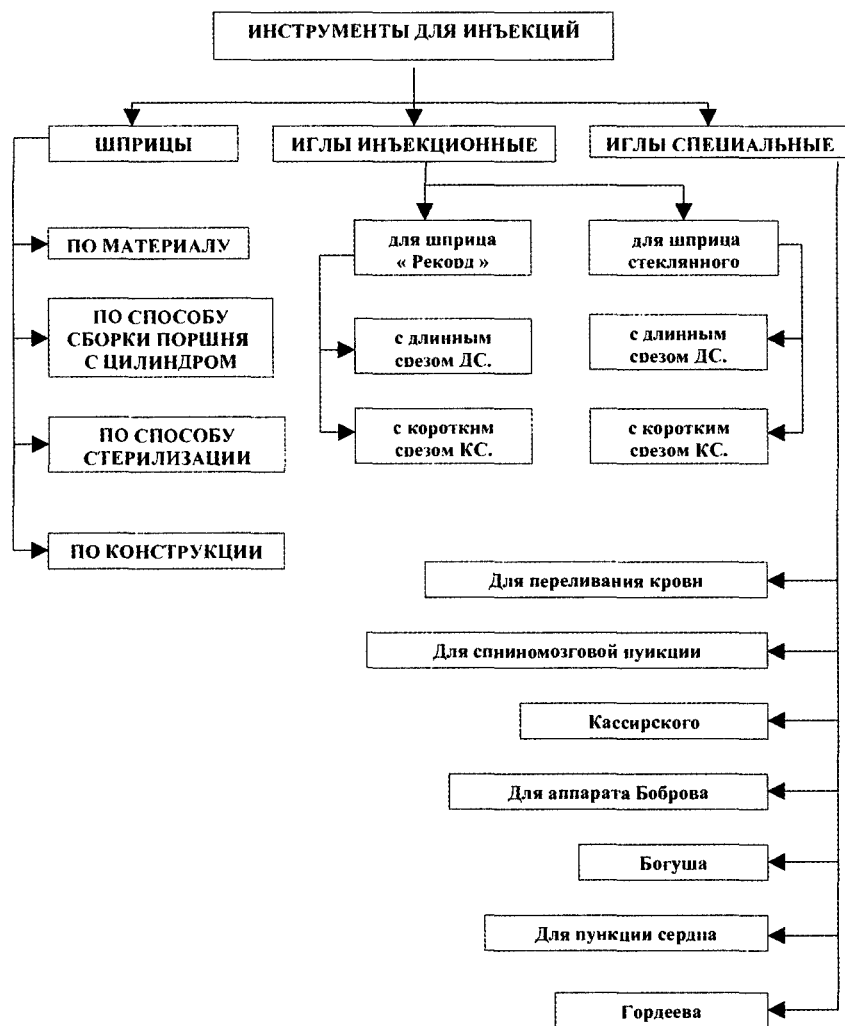 ИНСТРУМЕНТЫ ДЛЯ ИНЪЕКЦИЙ
ШПРИЦЫ
ИГЛЫ ИНЪЕКЦИОННЫЕ
ИГЛЫ СПЕЦИАЛЬНЫЕ
ПО МАТЕРИАЛУ
ПО СПОСОБУ
СБОРКИ ПОРШНЯ
С ЦИЛИНДРОМ
ПО СПОСОБУ
СТЕРИЛИЗАЦИИ
ПО КОНСТРУКЦИИ
для шприца
« Рекорд »
с длинным
срезом ДС.
с коротким
срезом КС.
для шприца
стеклянного
с длинным
срезом ДС.
с коротким
срезом КС.
Для переливания крови
Для спиномозговой пункции
Кассирского
Для аппарата Боброва
Богуша
Для пункции сердца
Гордеева